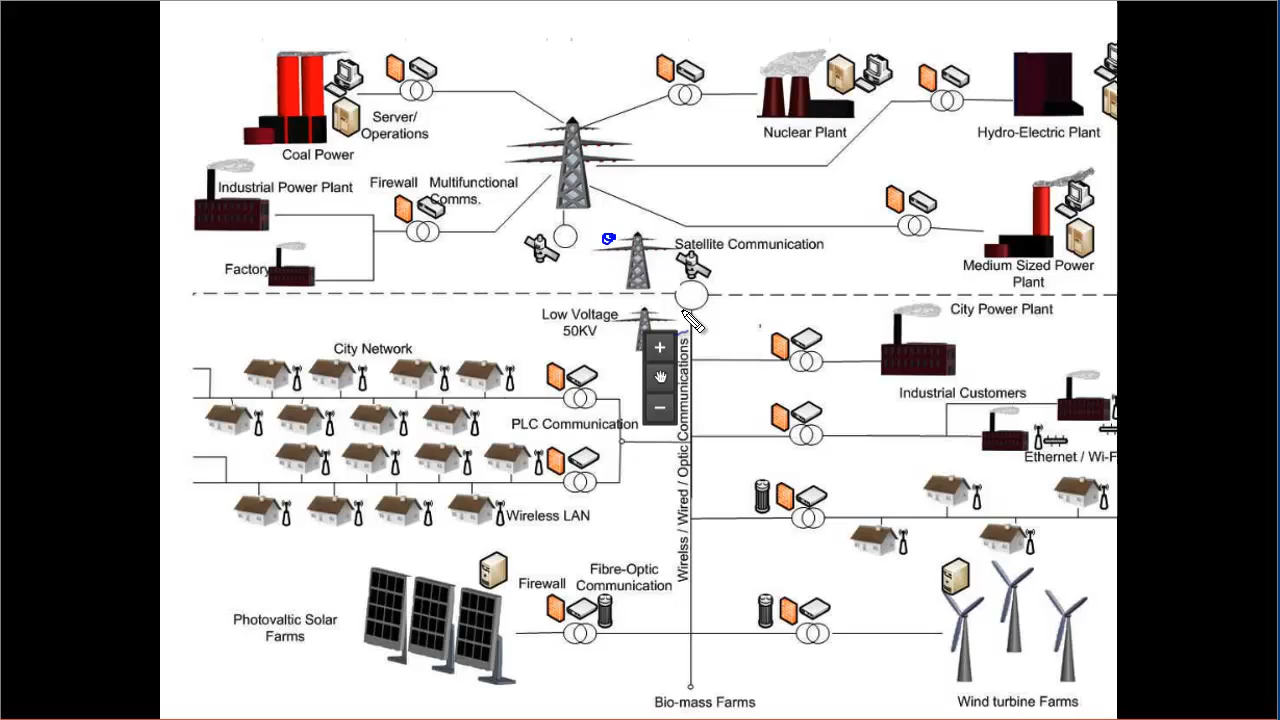 Server/
Operations
Coal Power
Nuclear Plant
Hydro-Electric Plant
Industrial Power Plant
Firewall
Multifunctional
Comms.
Factory
Satellite Communication
Medium Sized Power
Plant
Low Voltage
50KV
City Power Plant
City Network
Industrial Customers
PLC Communication
Ethernet / Wi-F
Wirelss / Wired / Optic Communications
Wireless LAN
Fibre-Optic
Communication
Firewall
Photovaltic Solar
Farms
Bio-mass Farms
Wind turbine Farms